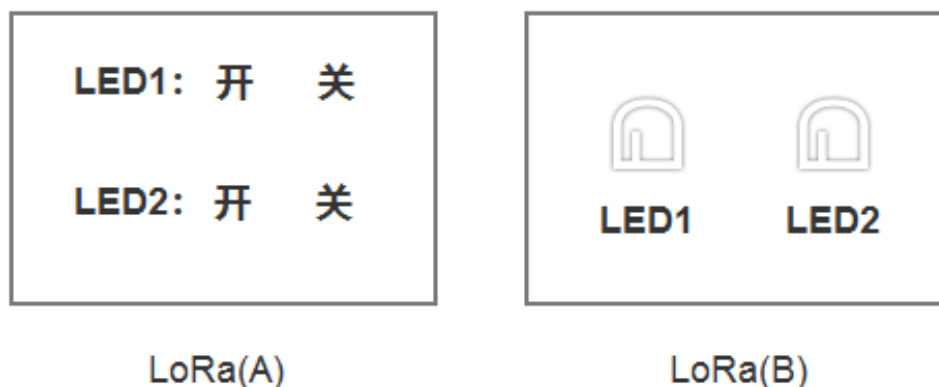 LED1：开 关
LED2：开 关
LoRa(A)
LED1 LED2
LoRa(B)